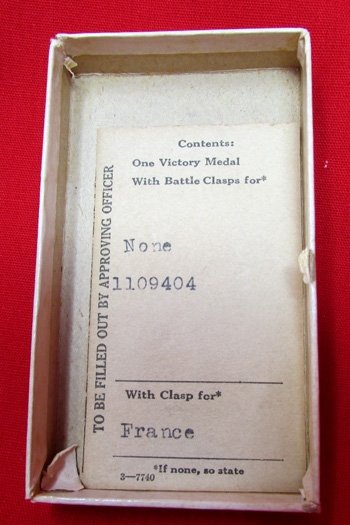 Contents:
One Victory Medal
With Battle Clasps for*
None
1109404
With Clasp for*
France
*If none, so state
3—7740
TO BE FILLED OUT BY APPROVING OFFICER